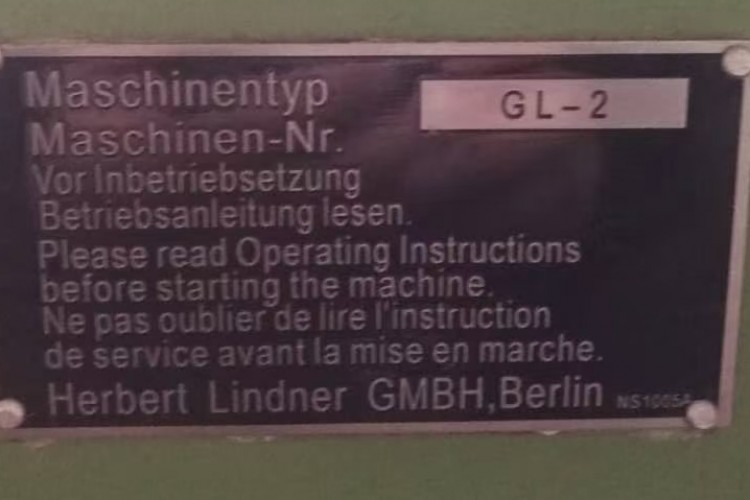 Maschinentyp GL-2
Maschinen-Nr.
Vor Inbetriebsetzung
Betriebsanleitung lesen.
Please read Operating Instructions
before starting the machine.
Ne pas oublier de lire l'instruction
de service avant la mise en marche.
Herbert Lindner GMBH,Berlin NS1005A